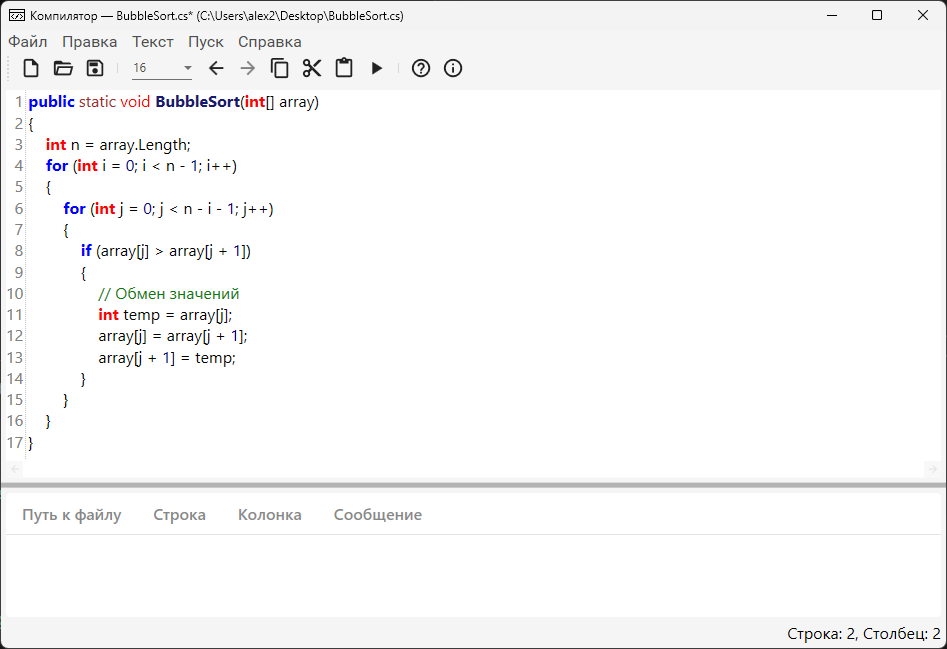 Компилятор — BubbleSort.cs* (C:\Users\alex2\Desktop\BubbleSort.cs)
Файл Правка Текст Пуск Справка
16
1 public static void BubbleSort(int[] array)
2 {
3 int n = array.Length;
4 for (int i = 0; i < n - 1; i++)
5 {
6 for (int j = 0; j < n - i - 1; j++)
7 {
8 if (array[j] > array[j + 1])
9 {
10 // Обмен значений
11 int temp = array[j];
12 array[j] = array[j + 1];
13 array[j + 1] = temp;
14 }
15 }
16 }
17 }
Путь к файлу Строка Колонка Сообщение
Строка: 2, Столбец: 2